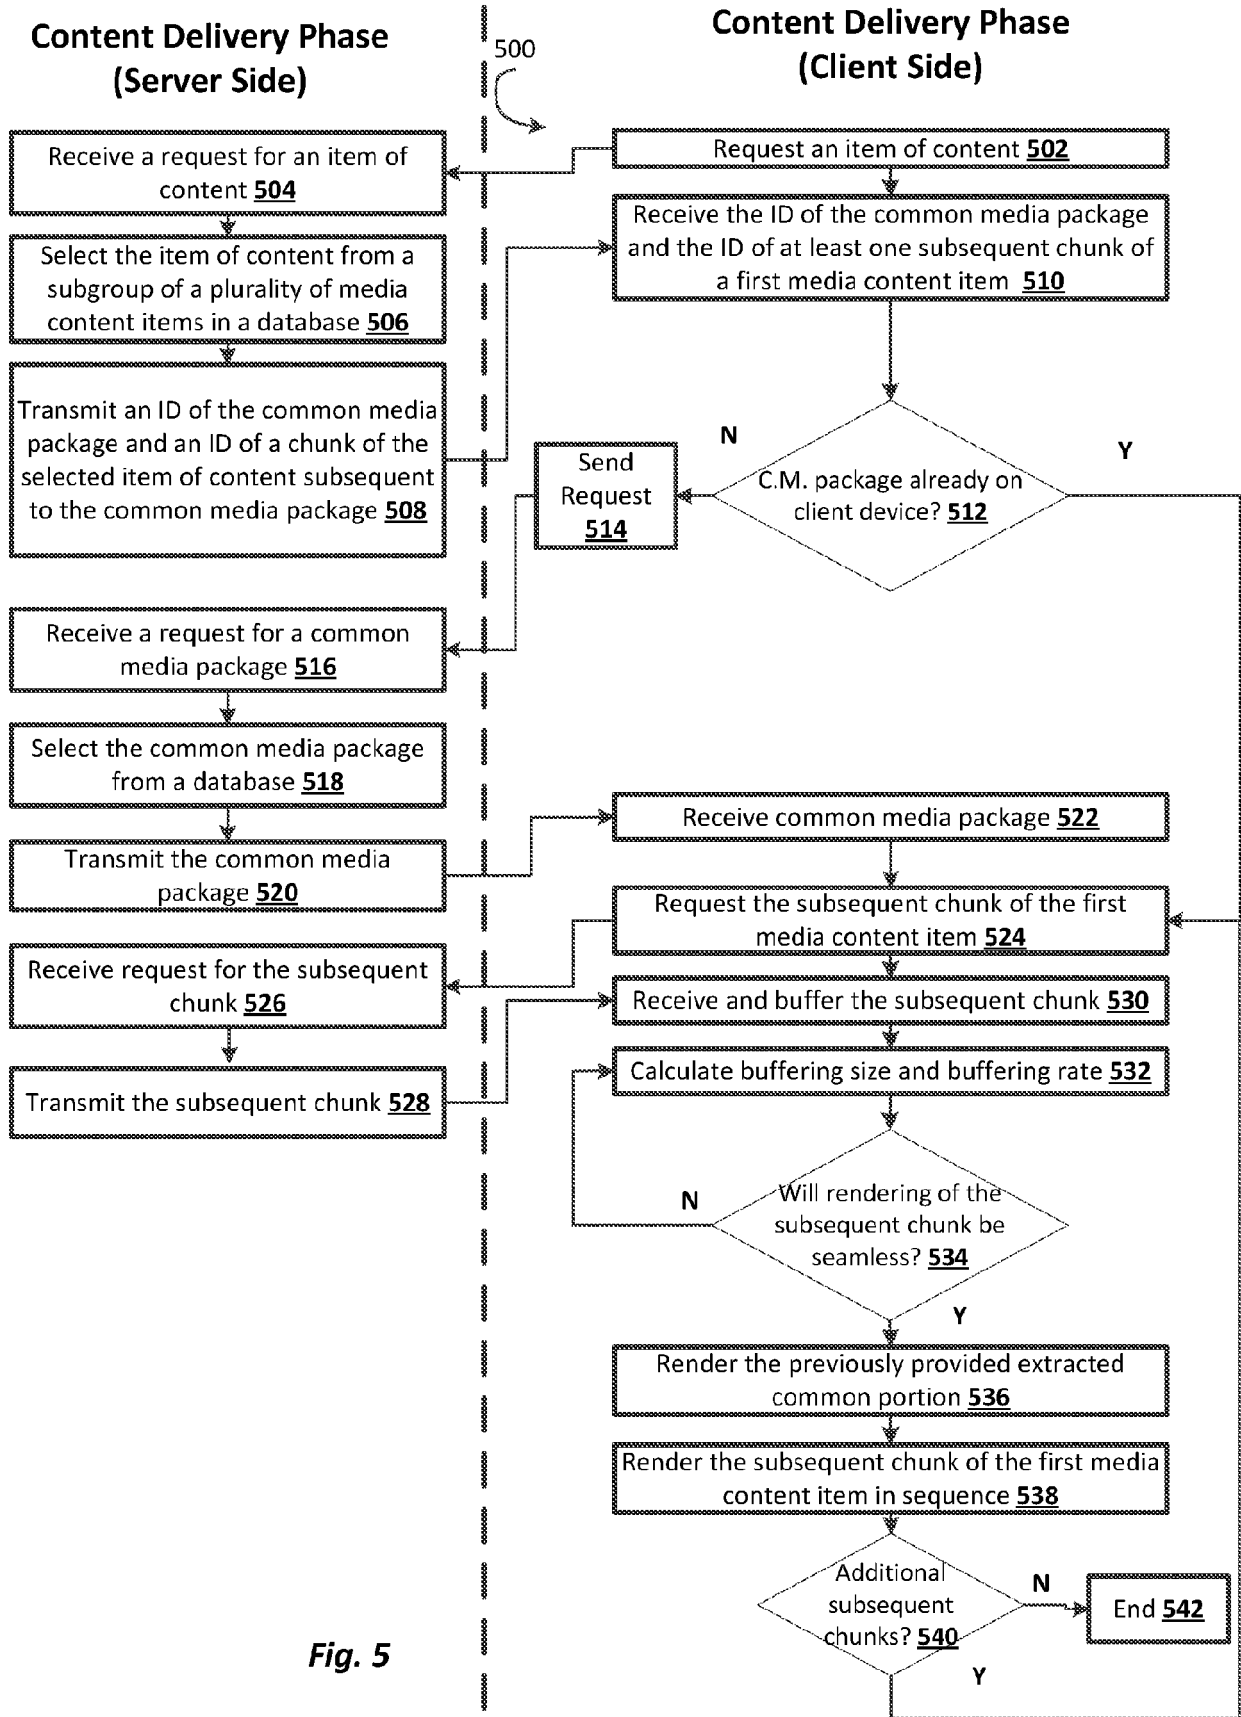 Content Delivery Phase
(Server Side)
Receive a request for an item of
content 504
Select the item of content from a
subgroup of a plurality of media
content items in a database 506
Transmit an ID of the common media
package and an ID of a chunk of the
selected item of content subsequent
to the common media package 508
Receive a request for a common
media package 516
Select the common media package
from a database 518
Transmit the common media
package 520
Receive request for the subsequent
chunk 526
Transmit the subsequent chunk 528
Fig. 5
500
Content Delivery Phase
(Client Side)
Request an item of content 502
Receive the ID of the common media package
and the ID of at least one subsequent chunk of
a first media content item 510
N
Y
C.M. package already on
client device? 512
Send
Request
514
Receive common media package 522
Request the subsequent chunk of the first
media content item 524
Receive and buffer the subsequent chunk 530
Calculate buffering size and buffering rate 532
N
Will rendering of the
subsequent chunk be
seamless? 534
Y
Render the previously provided extracted
common portion 536
Render the subsequent chunk of the first media
content item in sequence 538
Additional
subsequent
chunks? 540
N
End 542
Y